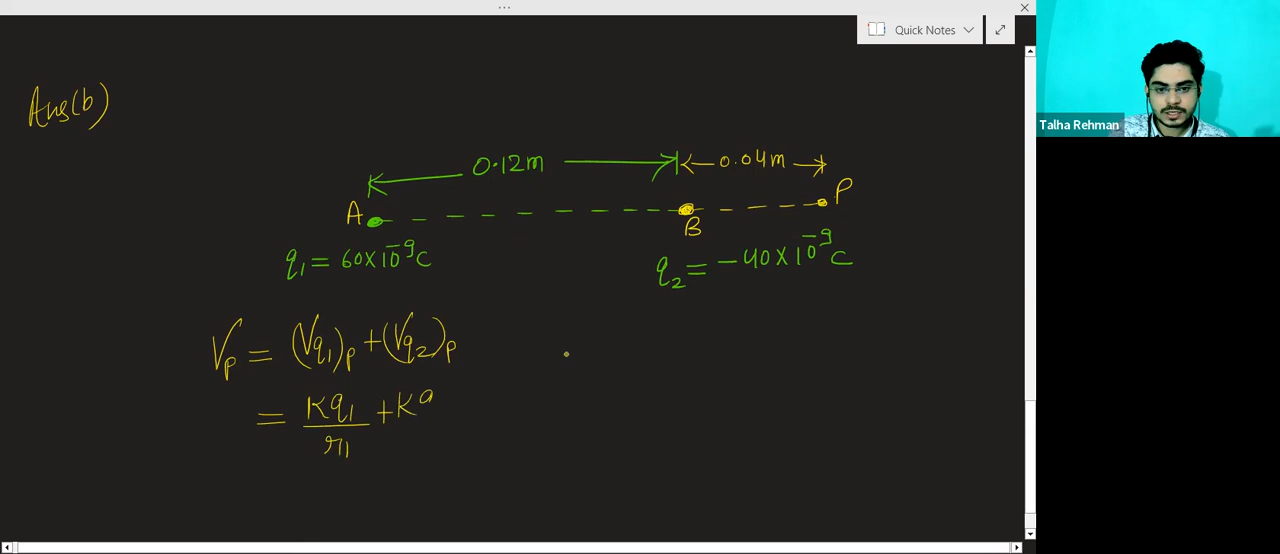 Quick Notes
Talha Rehman
Ans(b)
0.12m 0.04m
A B P
q₁ = 60×10⁻⁹C
q₂ = -40×10⁻⁹C
Vₚ = (Vq₁)ₚ + (Vq₂)ₚ
= Kq₁/r₁ + K